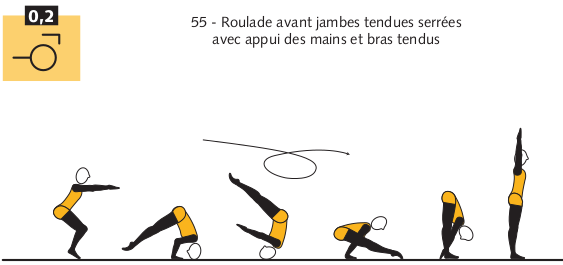 0,2
55 - Roulade avant jambes tendues serrées
avec appui des mains et bras tendus